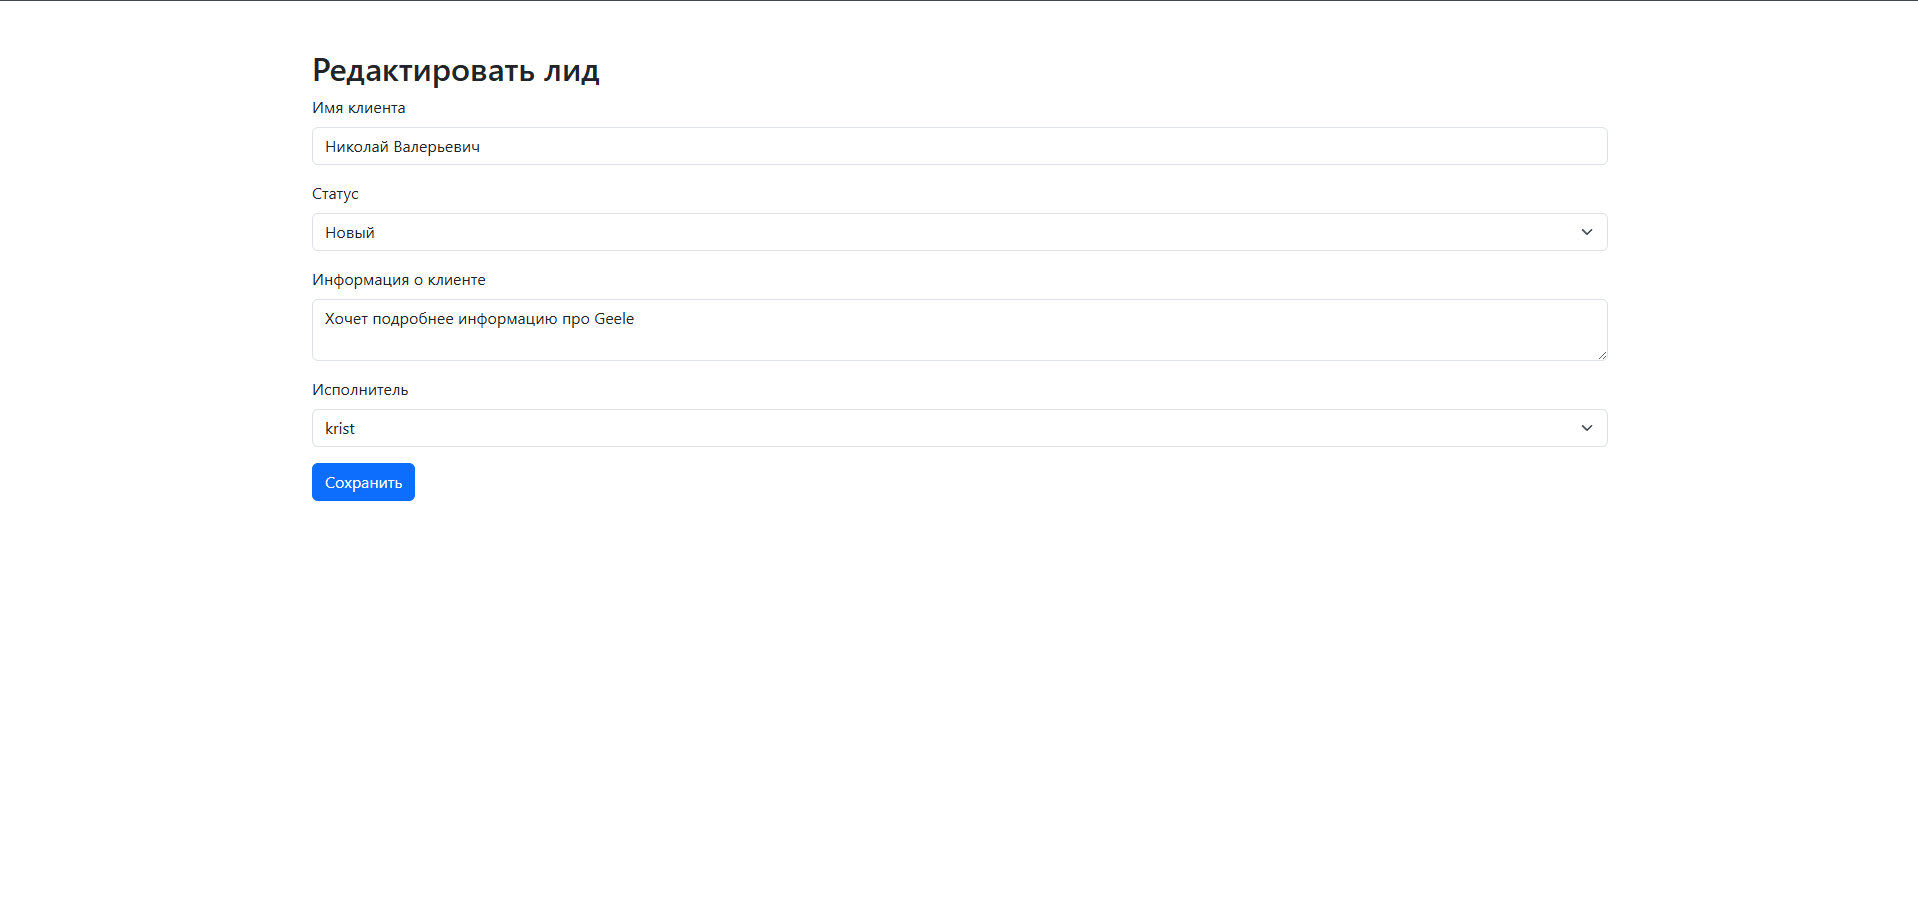 Редактировать лид
Имя клиента
Николай Валерьевич
Статус
Новый
Информация о клиенте
Хочет подробнее информацию про Geele
Исполнитель
krist
Сохранить